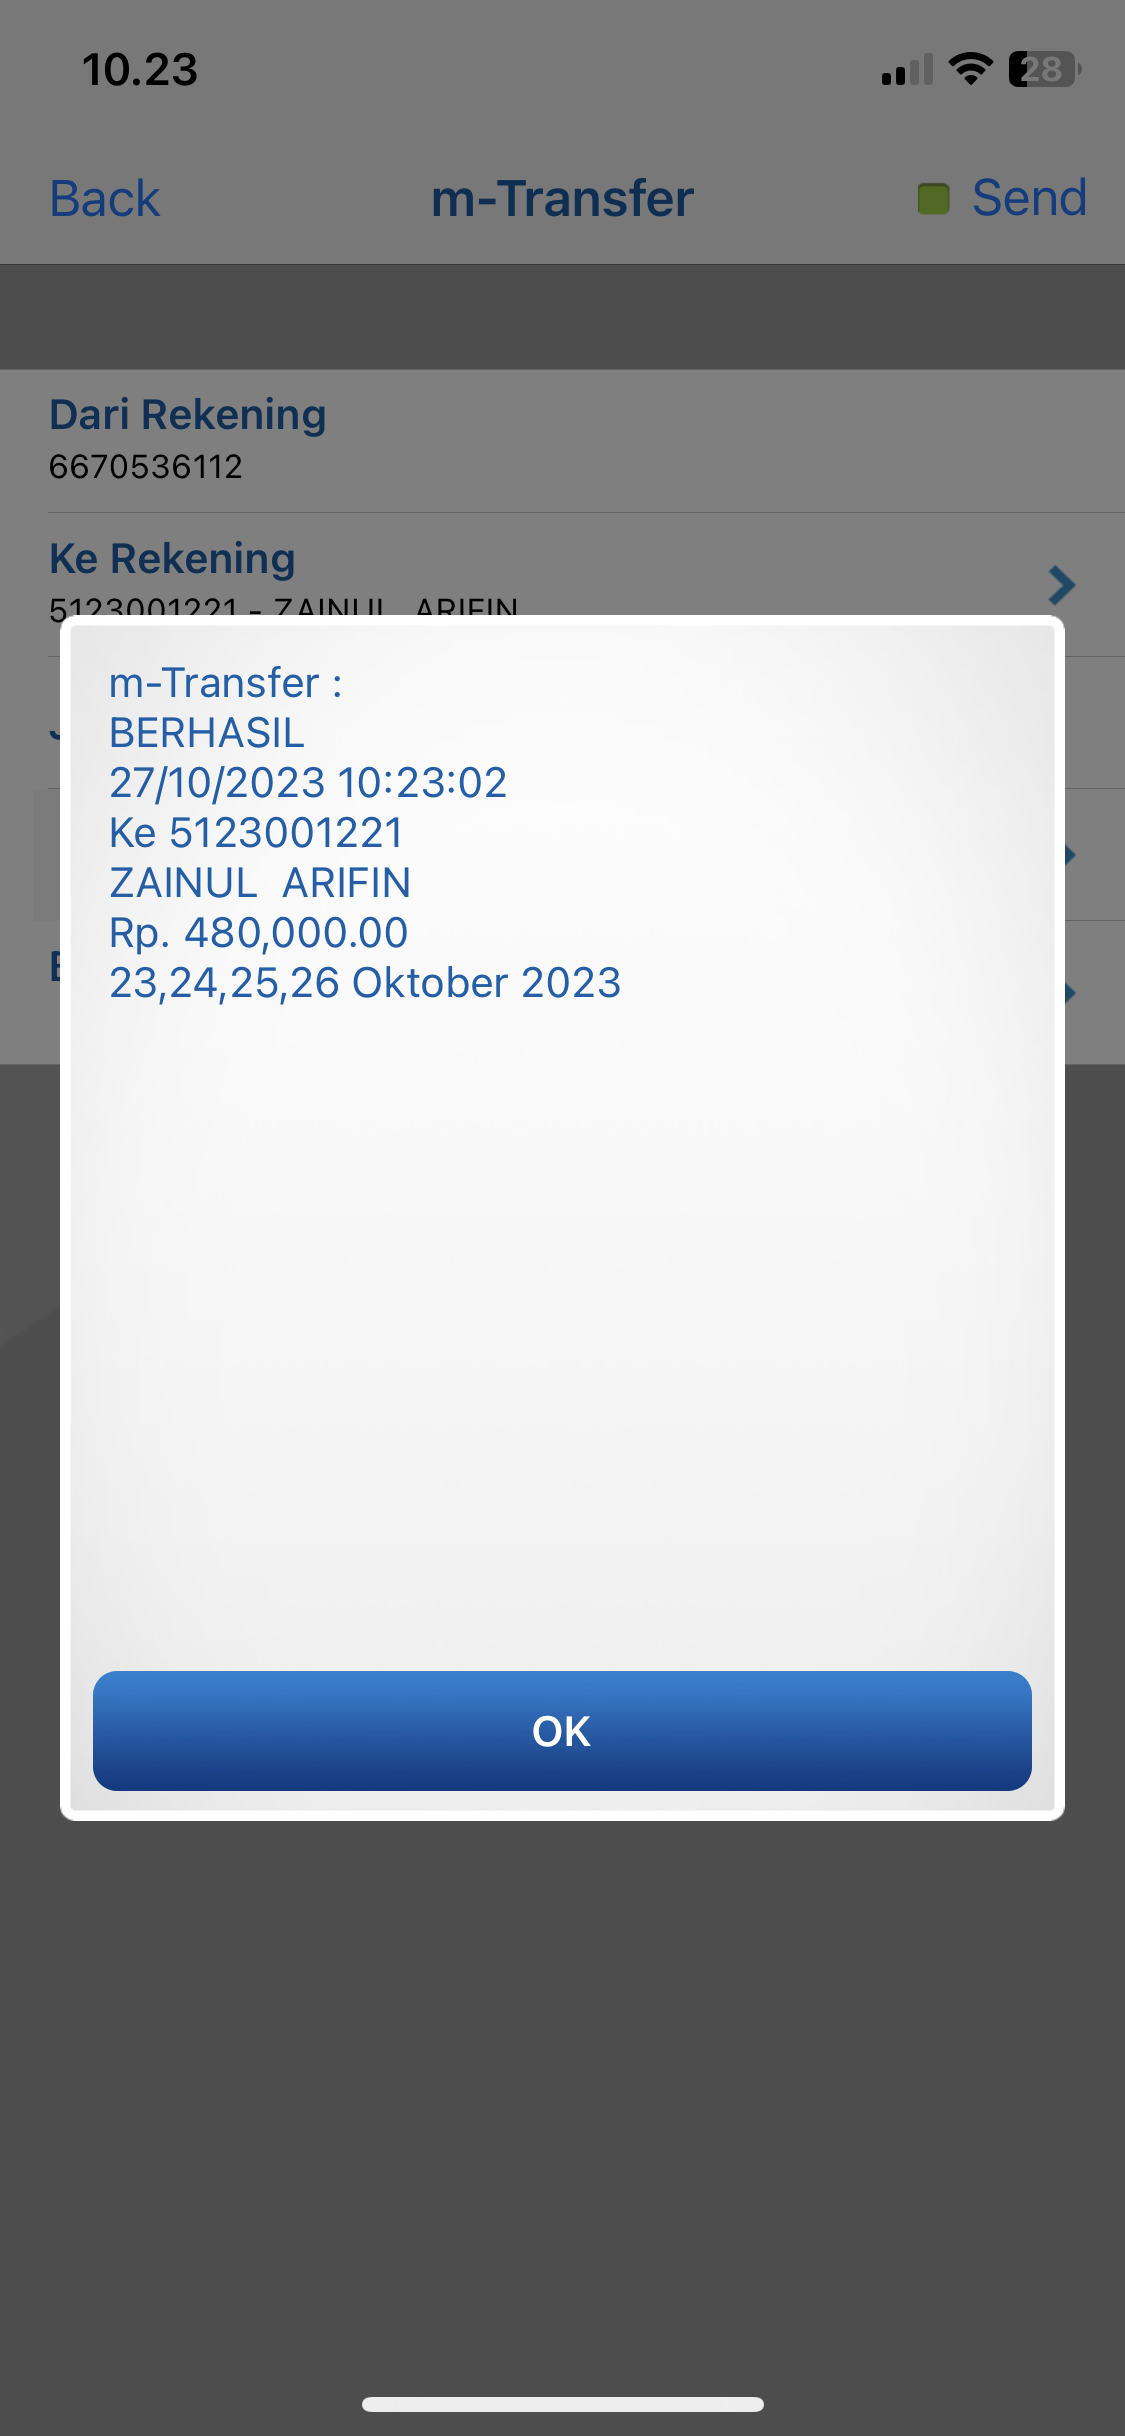 10.23
28
Back
m-Transfer
Send
Dari Rekening
6670536112
Ke Rekening
5123001221 - ZAINUL  ARIFIN
m-Transfer :
BERHASIL
27/10/2023 10:23:02
Ke 5123001221
ZAINUL  ARIFIN
Rp. 480,000.00
23,24,25,26 Oktober 2023
OK